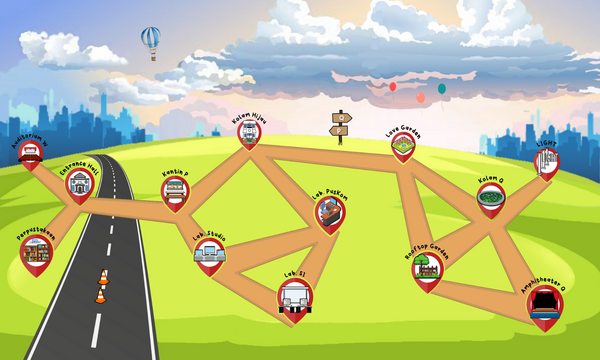 Auditorium W
Entrance Hall
Perpustakaan
Kantin P
Kolam Hijau
Lab. Studio
Lab. PusKom
Lab. SI
Q
P
Love Garden
Kolam Q
LIGHT
Rooftop Garden
Amphitheater Q